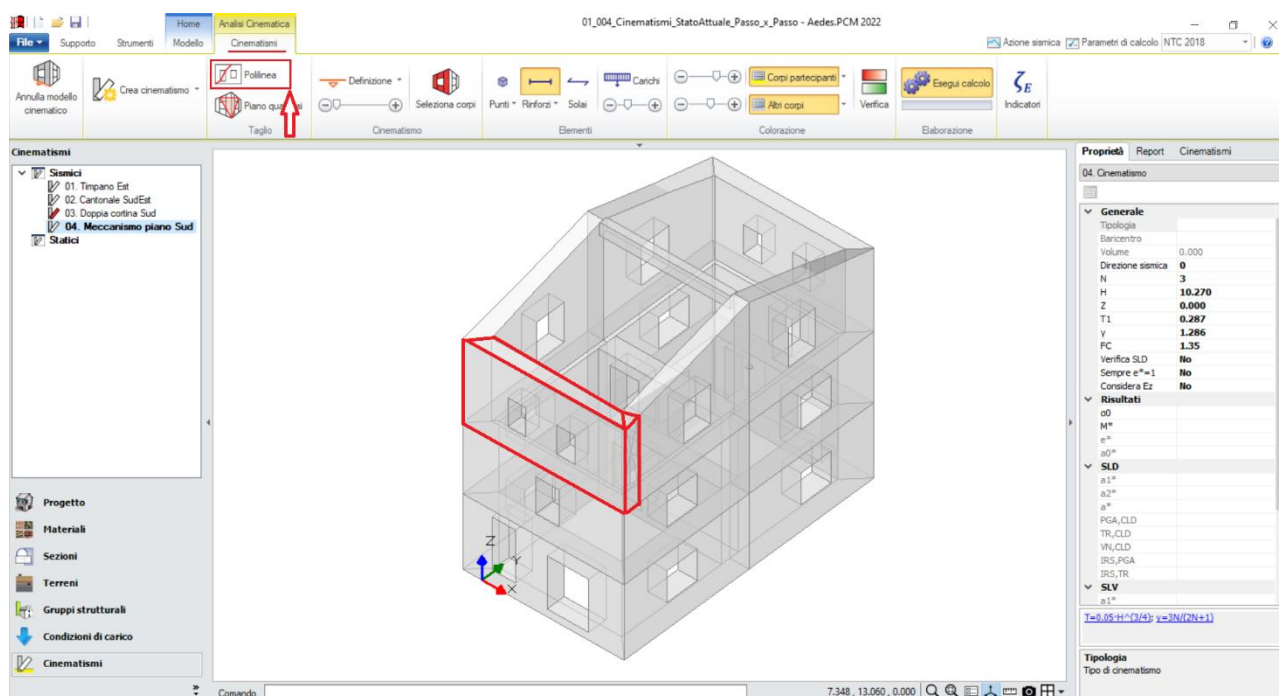 Home
Analisi Cinematica
01_004_Cinematismi_StatoAttuale_Passo_x_Passo - Aedes.PCM 2022
File
Supporto
Strumenti
Modello
Cinematismi
Azione sismica
Parametri di calcolo
NTC 2018
Annulla modello
cinematico
Crea cinematismo
Polilinea
Taglio
Definizione
Seleziona corpi
Cinematismo
Punti
Rinforzi
Solai
Carichi
Elementi
Corpi partecipanti
Altri corpi
Colorazione
Verifica
Esegui calcolo
Elaborazione
ζE
Indicatori
Cinematismi
Sismici
01. Timpano Est
02. Cantonale SudEst
03. Doppia cortina Sud
04. Meccanismo piano Sud
Statici
Progetto
Materiali
Sezioni
Terreni
Gruppi strutturali
Condizioni di carico
Cinematismi
Z
Y
X
Comando
7.348 , 13.060 , 0.000
Proprietà
Report
Cinematismi
04. Cinematismo
Generale
Tipologia
Baricentro
Volume 0.000
Direzione sismica 0
N 3
H 10.270
Z 0.000
T1 0.287
γ 1.286
FC 1.35
Verifica SLD No
Sempre e*=1 No
Considera Ez No
Risultati
α0
M*
e*
a0*
SLD
a1*
a2*
a*
PGA,CLD
TR,CLD
VN,CLD
IRS,PGA
IRS,TR
SLV
a1*
T=0.05·H^(3/4); γ=3N/(2N+1)
Tipologia
Tipo di cinematismo